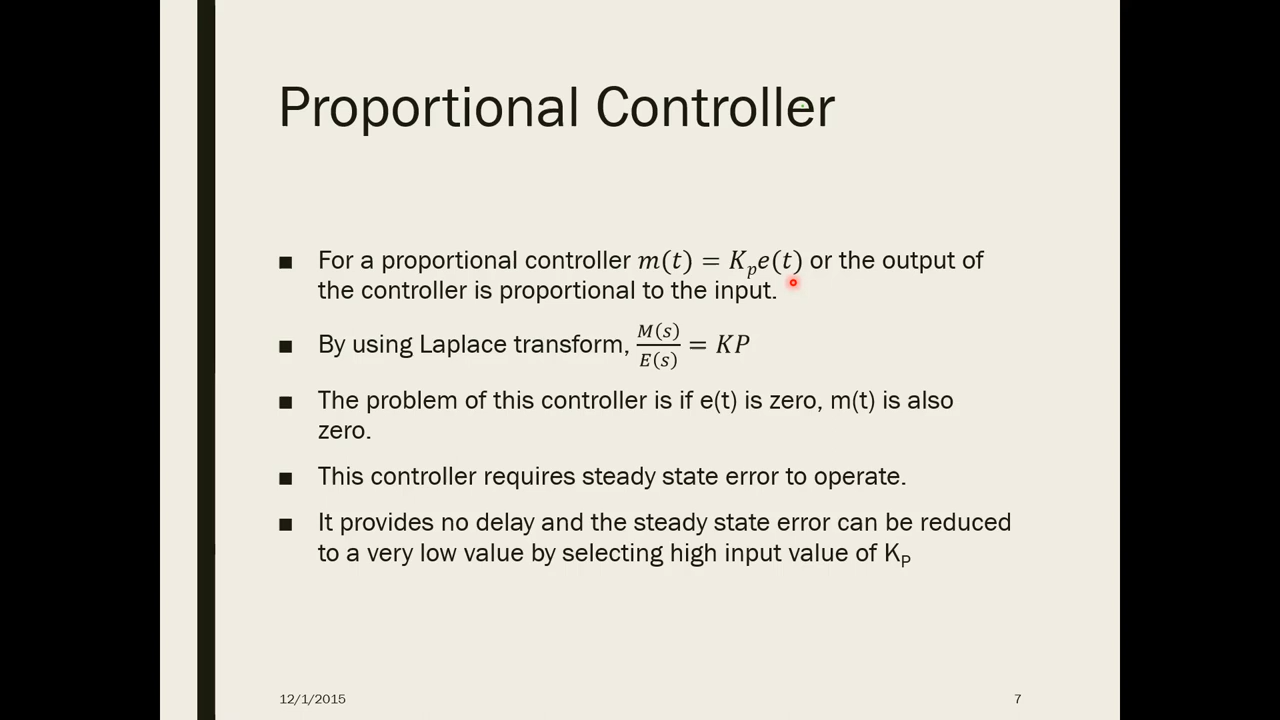 Proportional Controller
■ For a proportional controller m(t) = Kₚe(t) or the output of
the controller is proportional to the input.
■ By using Laplace transform, M(s)/E(s) = KP
■ The problem of this controller is if e(t) is zero, m(t) is also
zero.
■ This controller requires steady state error to operate.
■ It provides no delay and the steady state error can be reduced
to a very low value by selecting high input value of K_P
12/1/2015
7